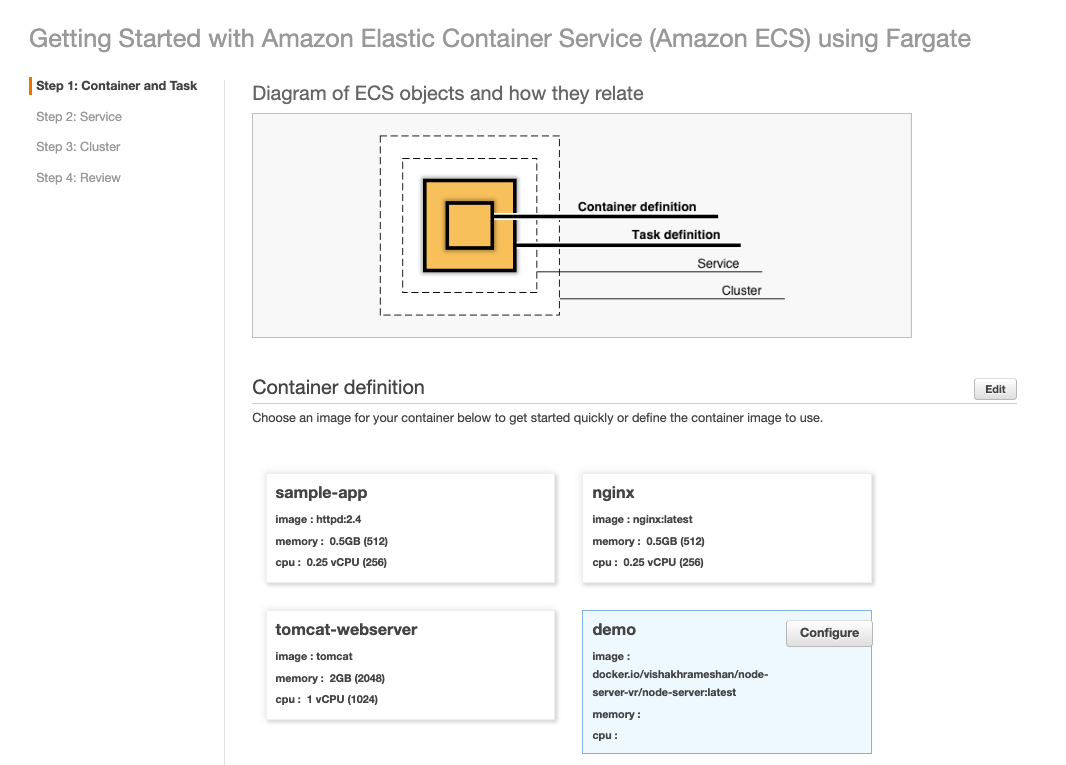 Getting Started with Amazon Elastic Container Service (Amazon ECS) using Fargate
Step 1: Container and Task
Step 2: Service
Step 3: Cluster
Step 4: Review
Diagram of ECS objects and how they relate
Container definition
Task definition
Service
Cluster
Container definition
Edit
Choose an image for your container below to get started quickly or define the container image to use.
sample-app
image : httpd:2.4
memory : 0.5GB (512)
cpu : 0.25 vCPU (256)
nginx
image : nginx:latest
memory : 0.5GB (512)
cpu : 0.25 vCPU (256)
tomcat-webserver
image : tomcat
memory : 2GB (2048)
cpu : 1 vCPU (1024)
demo
Configure
image :
docker.io/vishakhrameshan/node-
server-vr/node-server:latest
memory :
cpu :